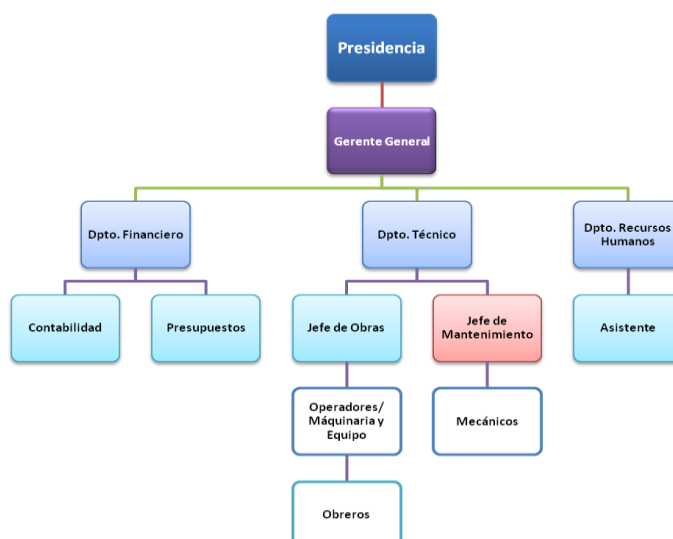 Presidencia
Gerente General
Dpto. Financiero
Dpto. Técnico
Dpto. Recursos
Humanos
Contabilidad
Presupuestos
Jefe de Obras
Jefe de
Mantenimiento
Asistente
Operadores/
Máquinaria y
Equipo
Mecánicos
Obreros